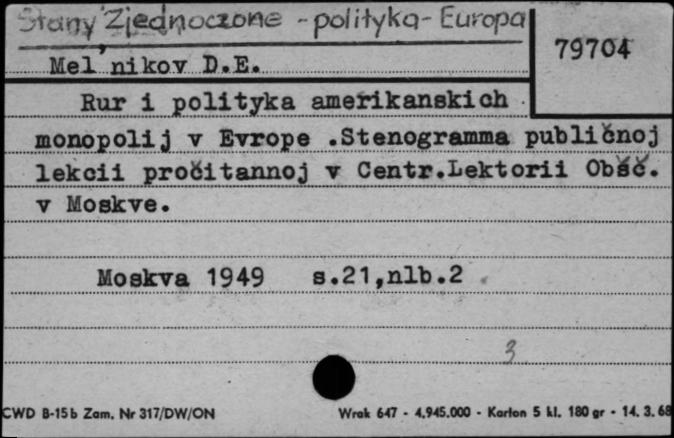 Stany Zjednoczone - polityka - Europa
79704
Mel'nikov D.E.
Rur i polityka amerikanskich
monopolij v Evrope .Stenogramma publičnoj
lekcii pročitannoj v Centr.Lektorii Obšč.
v Moskve.
Moskva 1949 s.21,nlb.2
3
CWD B-15b Zam. Nr 317/DW/ON Wrak 647 - 4.945.000 - Karton 5 kl. 180 gr - 14. 3. 68